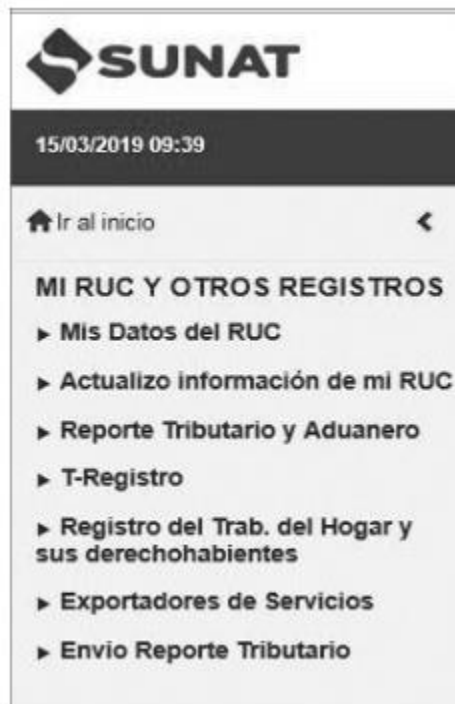 SUNAT
15/03/2019 09:39
Ir al inicio
MI RUC Y OTROS REGISTROS
Mis Datos del RUC
Actualizo información de mi RUC
Reporte Tributario y Aduanero
T-Registro
Registro del Trab. del Hogar y
sus derechohabientes
Exportadores de Servicios
Envio Reporte Tributario